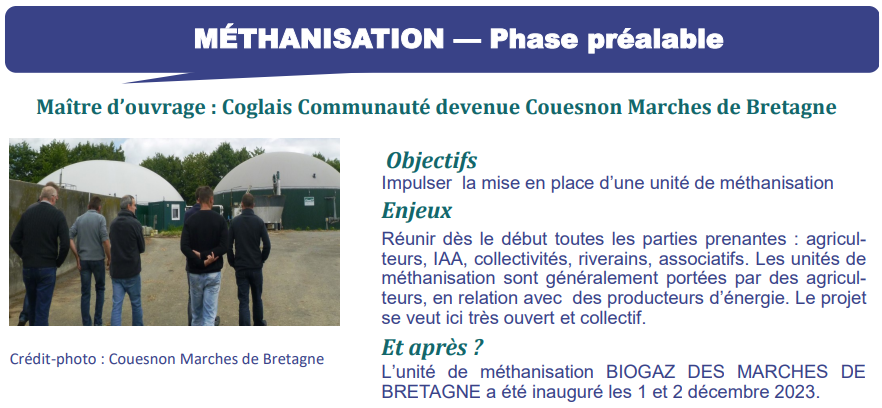 MÉTHANISATION — Phase préalable
Maître d'ouvrage : Coglais Communauté devenue Couesnon Marches de Bretagne
Objectifs
Impulser la mise en place d'une unité de méthanisation
Enjeux
Réunir dès le début toutes les parties prenantes : agricul-
teurs, IAA, collectivités, riverains, associatifs. Les unités de
méthanisation sont généralement portées par des agricul-
teurs, en relation avec des producteurs d'énergie. Le projet
se veut ici très ouvert et collectif.
Et après ?
L'unité de méthanisation BIOGAZ DES MARCHES DE
BRETAGNE a été inauguré les 1 et 2 décembre 2023.
Crédit-photo : Couesnon Marches de Bretagne